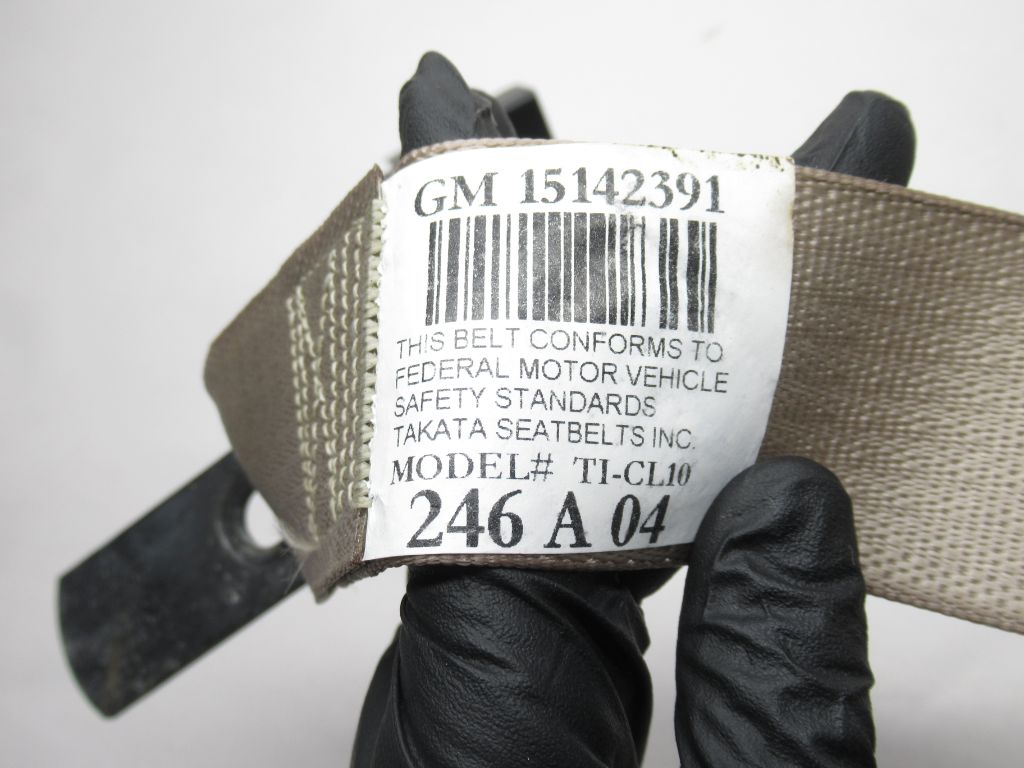 GM 15142391
THIS BELT CONFORMS TO
FEDERAL MOTOR VEHICLE
SAFETY STANDARDS
TAKATA SEATBELTS INC.
MODEL# TI-CL10
246 A 04